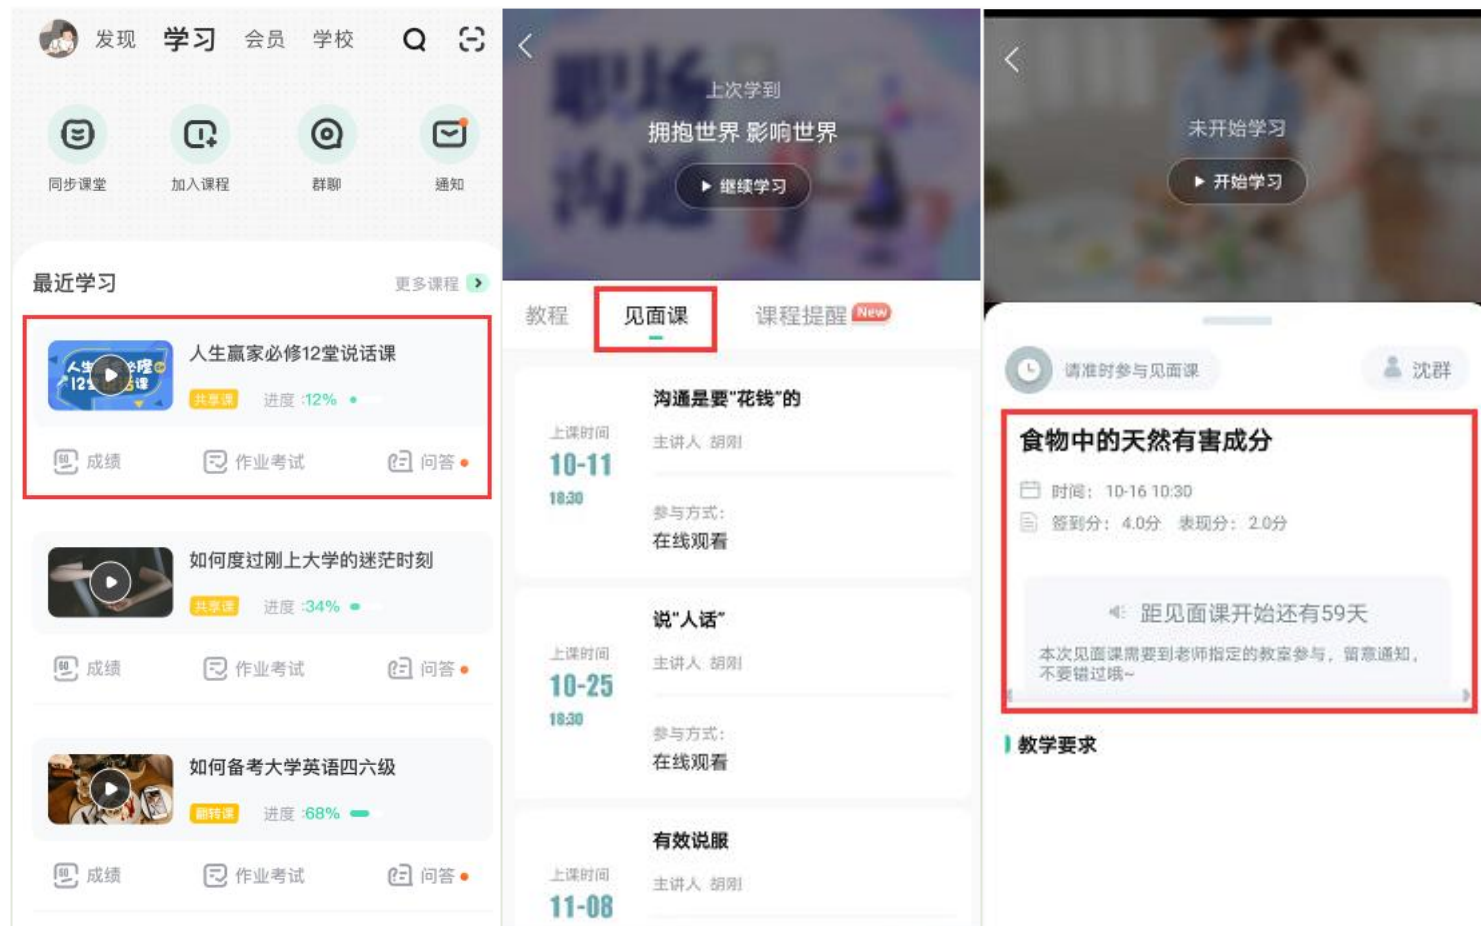 发现 学习 会员 学校
同步课堂 加入课程 群聊 通知
最近学习 更多课程
人生赢家必修12堂说话课
共享课 进度:12%
成绩 作业考试 问答
如何度过刚上大学的迷茫时刻
共享课 进度:34%
成绩 作业考试 问答
如何备考大学英语四六级
翻转课 进度:68%
成绩 作业考试 问答
职场
沟通
上次学到
拥抱世界 影响世界
继续学习
教程 见面课 课程提醒 New
沟通是要"花钱"的
上课时间
主讲人 胡刚
10-11
18:30
参与方式:
在线观看
说"人话"
上课时间
主讲人 胡刚
10-25
18:30
参与方式:
在线观看
有效说服
上课时间
主讲人 胡刚
11-08
未开始学习
开始学习
请准时参与见面课 沈群
食物中的天然有害成分
时间: 10-16 10:30
签到分: 4.0分 表现分: 2.0分
距见面课开始还有59天
本次见面课需要到老师指定的教室参与,留意通知,
不要错过哦~
教学要求